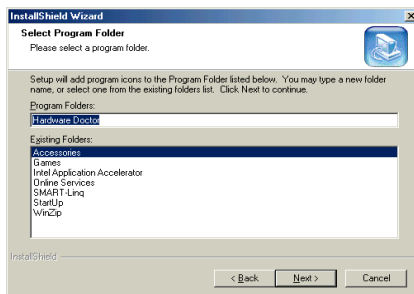 InstallShield Wizard
Select Program Folder
Please select a program folder.
Setup will add program icons to the Program Folder listed below. You may type a new folder
name, or select one from the existing folders list. Click Next to continue.
Program Folders:
Hardware Doctor
Existing Folders:
Accessories
Games
Intel Application Accelerator
Online Services
SMART-Linq
StartUp
WinZip
InstallShield
< Back
Next >
Cancel